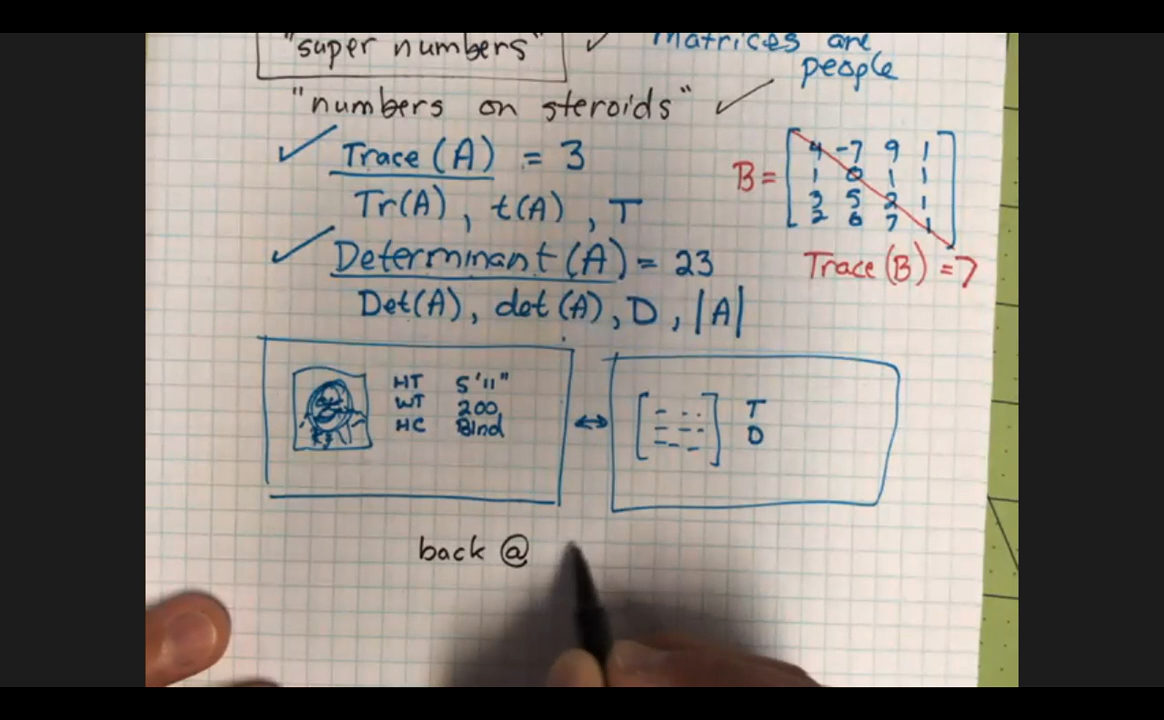 "super numbers" ✓ matrices are
people
"numbers on steroids" ✓
✓ Trace (A) = 3
Tr(A), t(A), T
B = [4 -7 9 1
1 0 1 1
3 5 2 1
2 6 7 1]
Trace (B) = 7
✓ Determinant (A) = 23
Det(A), det (A), D, |A|
HT 5'11"
WT 200
HC Blnd
↔
T
D
back @